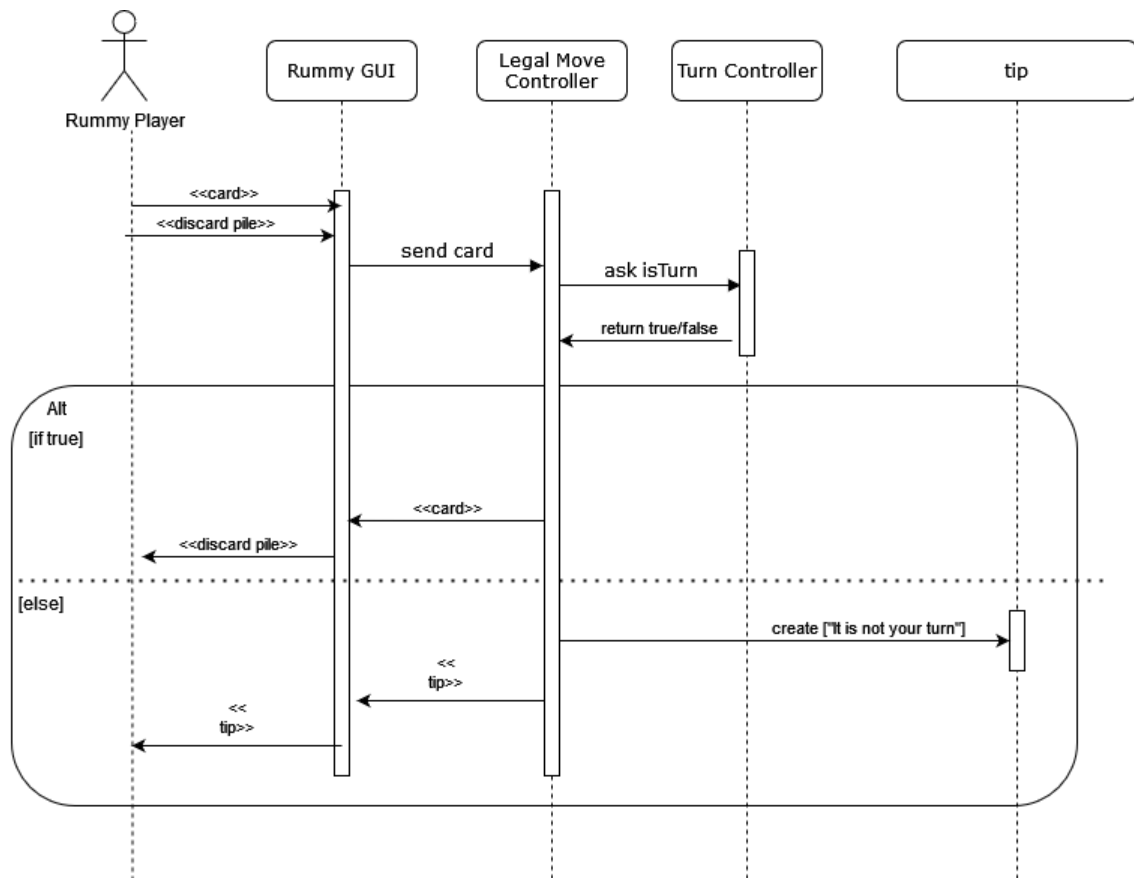 Rummy Player
Rummy GUI
Legal Move
Controller
Turn Controller
tip
<<card>>
<<discard pile>>
send card
ask isTurn
return true/false
Alt
[if true]
<<card>>
<<discard pile>>
[else]
create ["It is not your turn"]
<<
tip>>
<<
tip>>